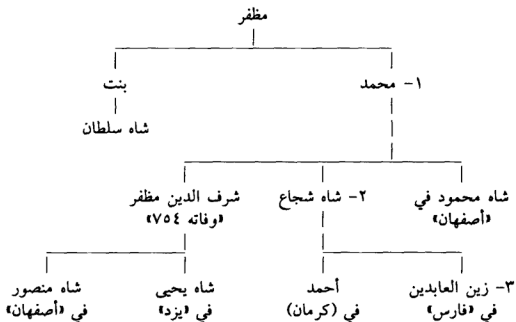 مظفر
١- محمد
بنت
شاه سلطان
شاه محمود في
«أصفهان»
٢- شاه شجاع
شرف الدين مظفر
«وفاته ٧٥٤»
٣- زين العابدين
في «فارس»
أحمد
في (كرمان)
شاه يحيى
في «يزد»
شاه منصور
في «أصفهان»